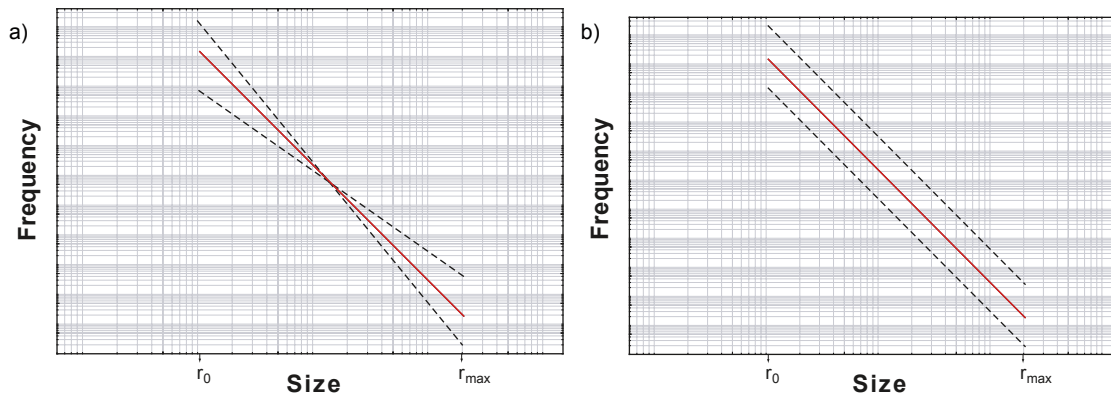 a)
Frequency
r0
Size
rmax
b)
Frequency
r0
Size
rmax